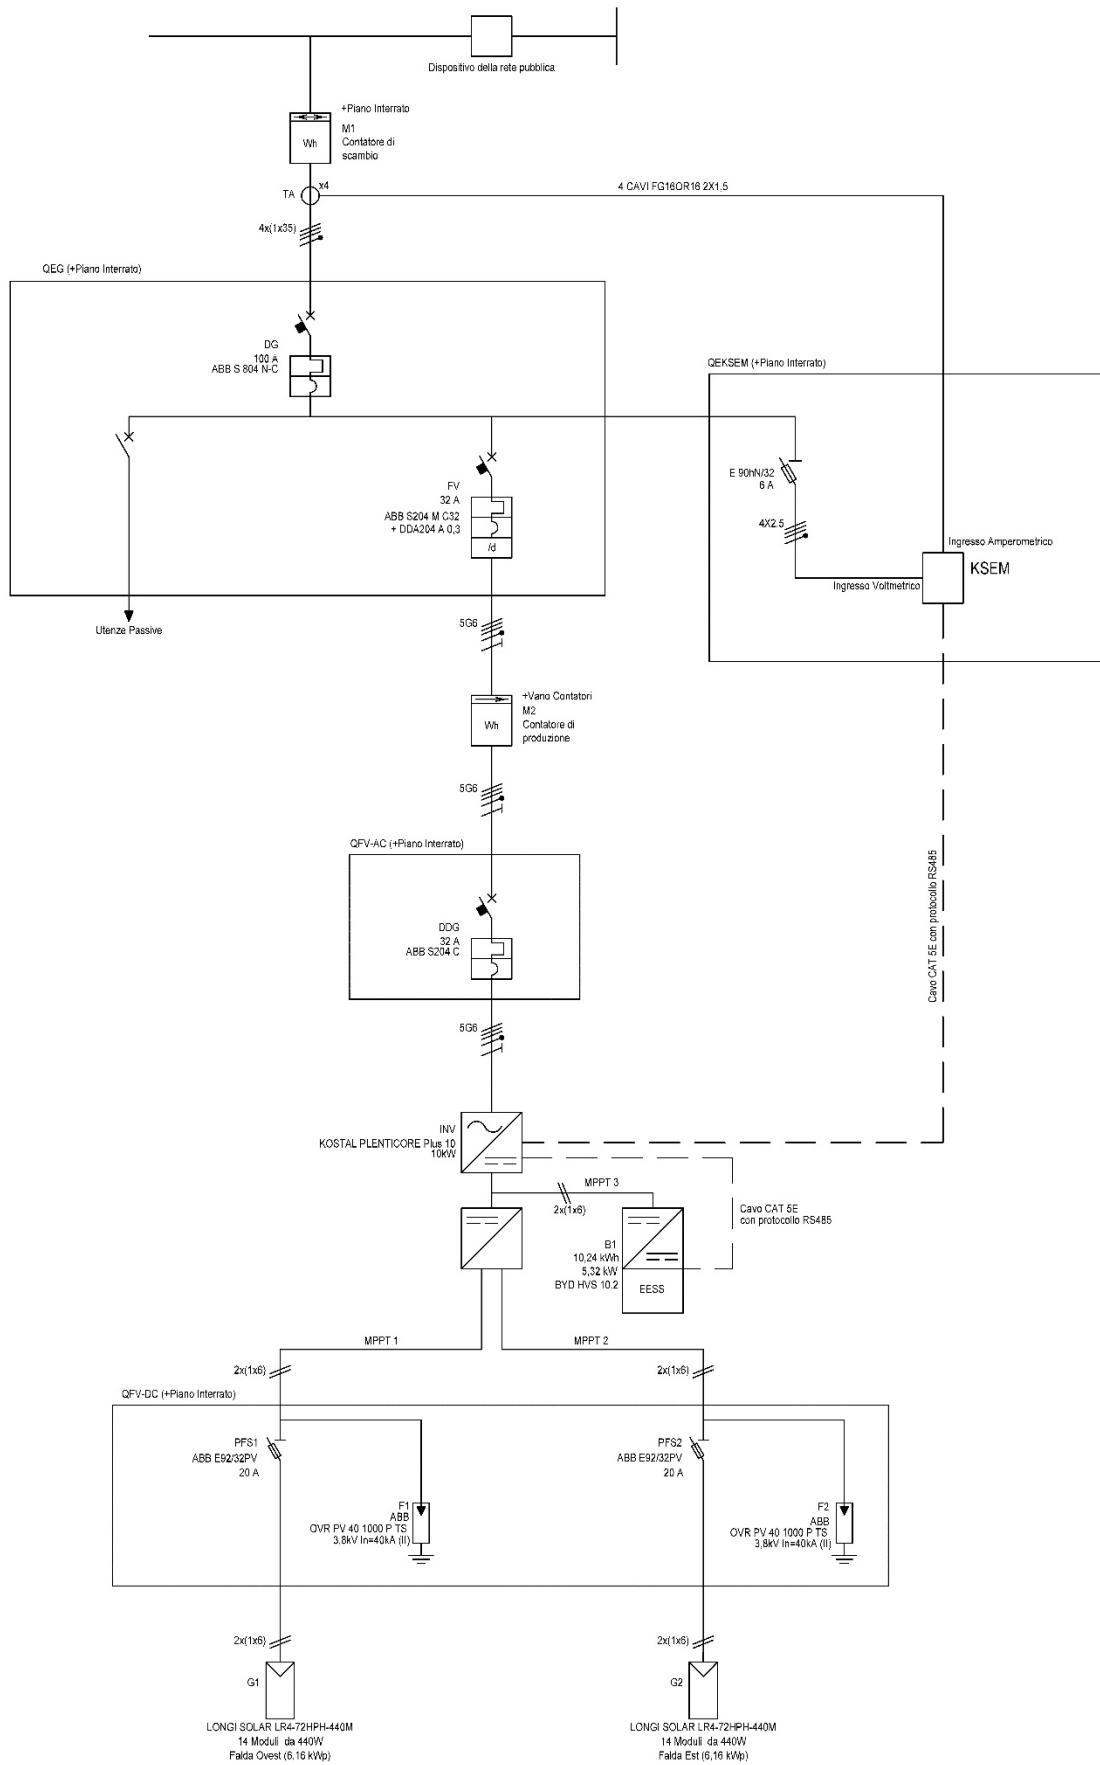 Dispositivo della rete pubblica
+Piano Interrato
M1
Contatore di
scambio
Wh
TA
x4
4 CAVI FG16OR16 2X1.5
4x(1x35)
QEG (+Piano Interrato)
DG
100 A
ABB S 804 N-C
QEKSEM (+Piano Interrato)
FV
32 A
ABB S204 M C32
+ DDA204 A 0,3
/d
E 90hN/32
6 A
4X2.5
Ingresso Amperometrico
KSEM
Ingresso Voltmetrico
Utenze Passive
5G6
+Vano Contatori
M2
Contatore di
produzione
Wh
5G6
QFV-AC (+Piano Interrato)
DDG
32 A
ABB S204 C
Cavo CAT 5E con protocollo RS485
5G6
INV
KOSTAL PLENTICORE Plus 10
10kW
MPPT 3
2x(1x6)
Cavo CAT 5E
con protocollo RS485
B1
10,24 kWh
5,32 kW
BYD HVS 10.2
EESS
MPPT 1
MPPT 2
2x(1x6)
2x(1x6)
QFV-DC (+Piano Interrato)
PFS1
ABB E92/32PV
20 A
PFS2
ABB E92/32PV
20 A
F1
ABB
OVR PV 40 1000 P TS
3,8kV In=40kA (II)
F2
ABB
OVR PV 40 1000 P TS
3,8kV In=40kA (II)
2x(1x6)
2x(1x6)
G1
G2
LONGI SOLAR LR4-72HPH-440M
14 Moduli da 440W
Falda Ovest (6,16 kWp)
LONGI SOLAR LR4-72HPH-440M
14 Moduli da 440W
Falda Est (6,16 kWp)